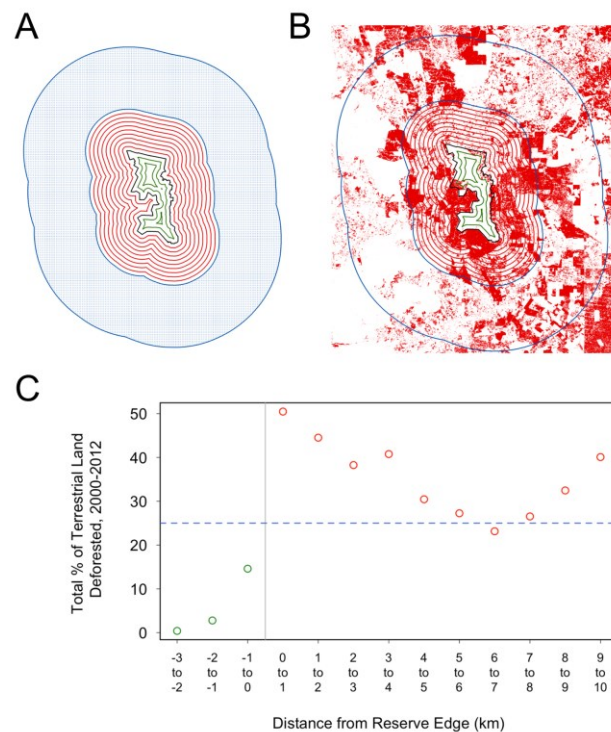 A
B
C
Total % of Terrestrial Land
Deforested, 2000-2012
50
40
30
20
10
0
-3 -2 -1 0 1 2 3 4 5 6 7 8 9
to to to to to to to to to to to to to
-2 -1 0 1 2 3 4 5 6 7 8 9 10
Distance from Reserve Edge (km)